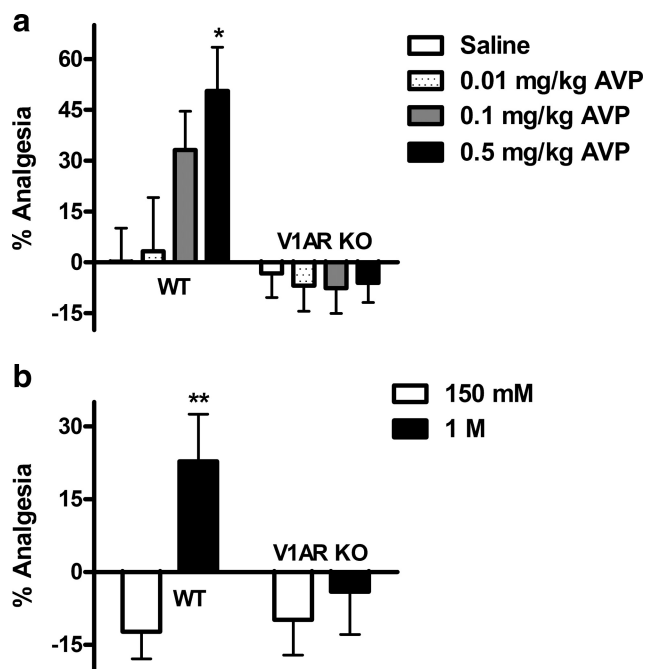 a
*
60
45
30
15
0
-15
% Analgesia
WT
V1AR KO
Saline
0.01 mg/kg AVP
0.1 mg/kg AVP
0.5 mg/kg AVP
b
**
30
15
0
-15
% Analgesia
WT
V1AR KO
150 mM
1 M